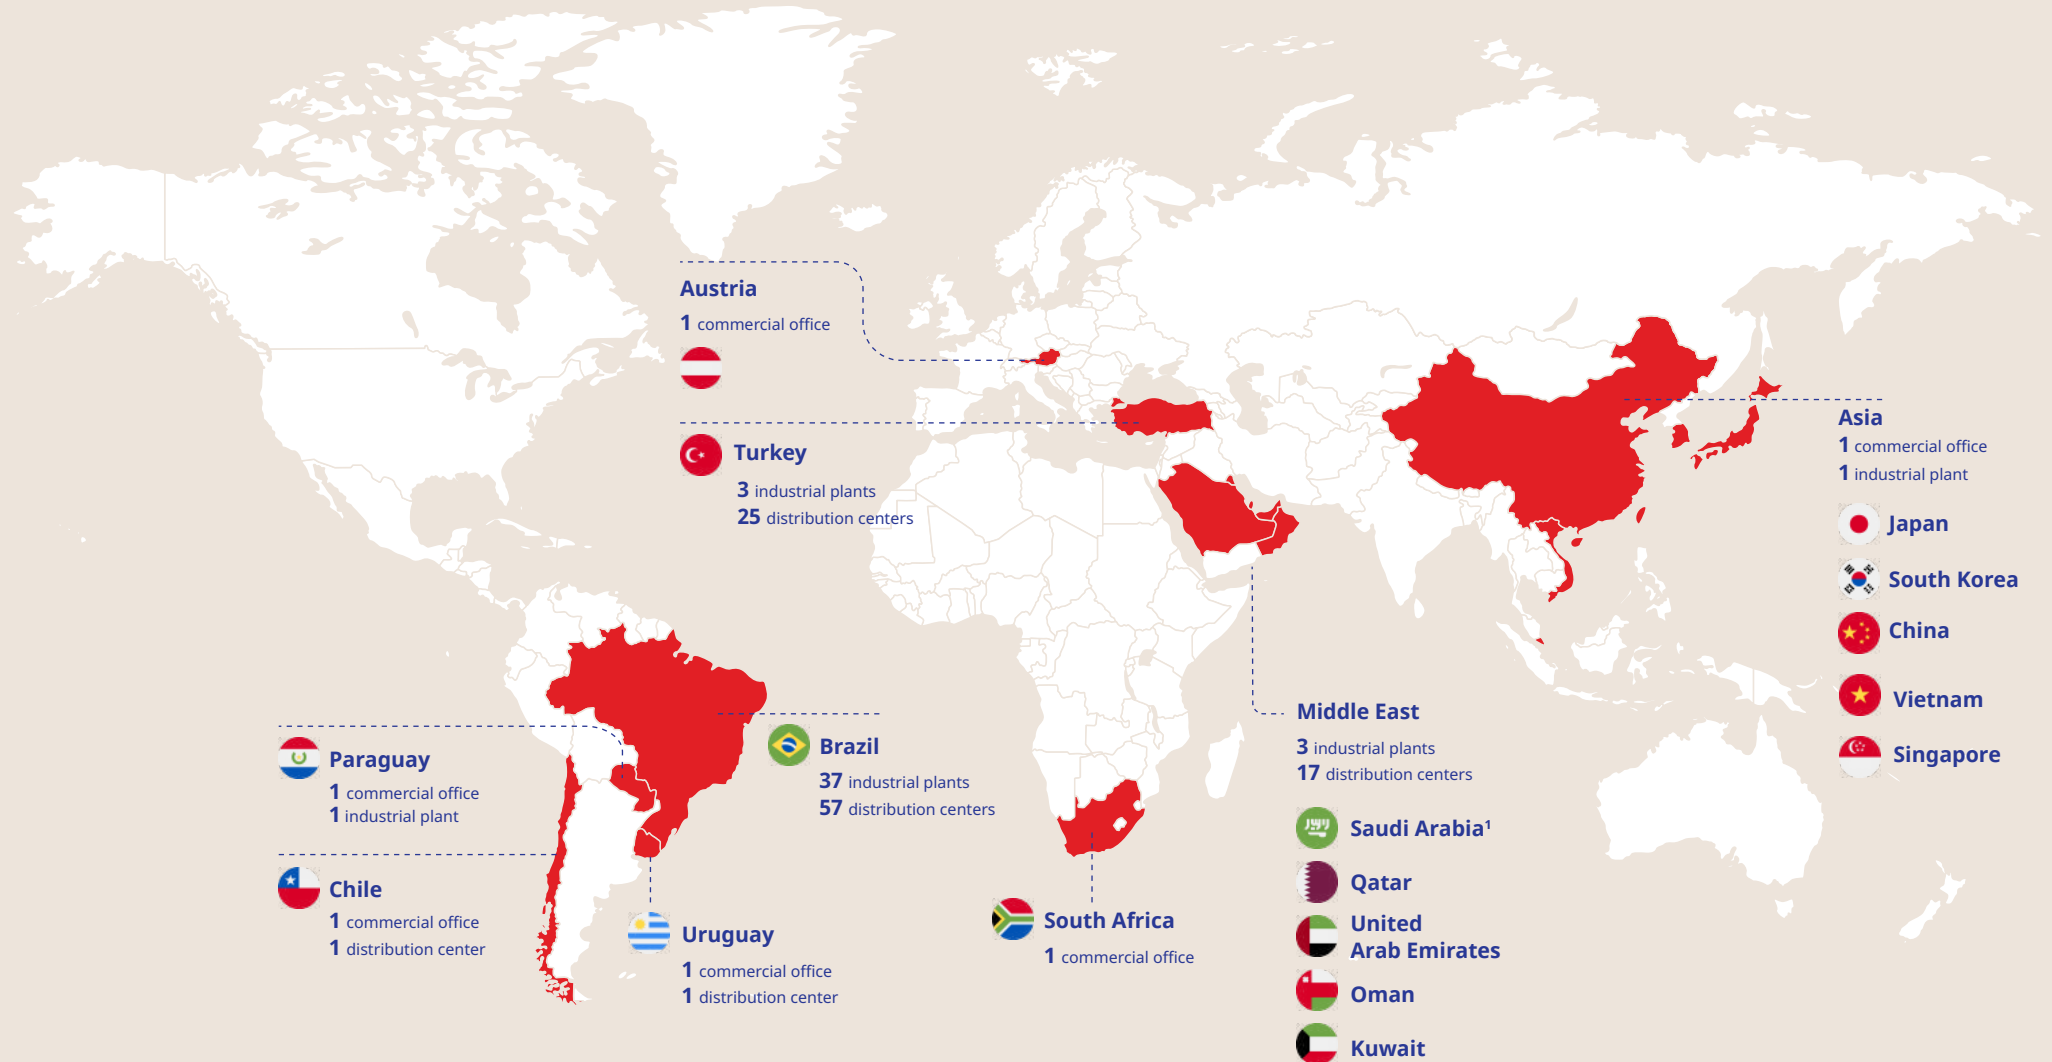 Austria
1 commercial office
Turkey
3 industrial plants
25 distribution centers
Asia
1 commercial office
1 industrial plant
Japan
South Korea
China
Vietnam
Singapore
Paraguay
1 commercial office
1 industrial plant
Brazil
37 industrial plants
57 distribution centers
Chile
1 commercial office
1 distribution center
Uruguay
1 commercial office
1 distribution center
South Africa
1 commercial office
Middle East
3 industrial plants
17 distribution centers
Saudi Arabia¹
Qatar
United
Arab Emirates
Oman
Kuwait